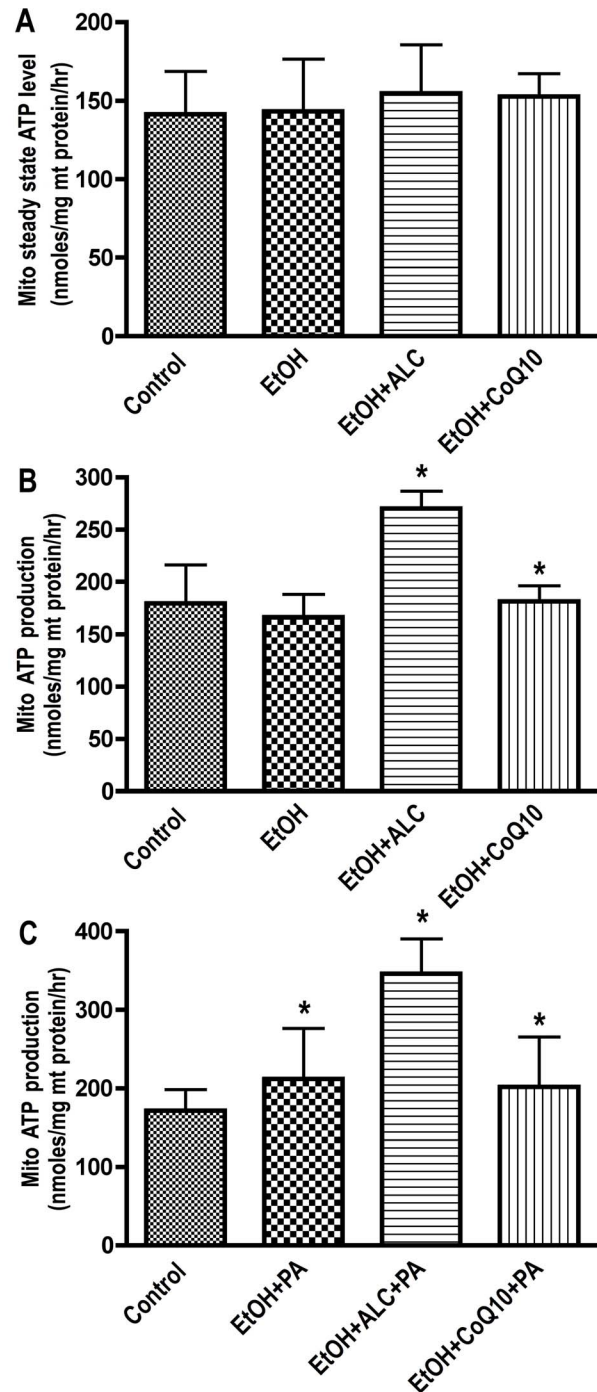 A
Mito steady state ATP level
(nmoles/mg mt protein/hr)
200
150
100
50
0
Control
EtOH
EtOH+ALC
EtOH+CoQ10
B
Mito ATP production
(nmoles/mg mt protein/hr)
300
250
200
150
100
50
0
*
*
Control
EtOH
EtOH+ALC
EtOH+CoQ10
C
Mito ATP production
(nmoles/mg mt protein/hr)
400
300
200
100
0
*
*
*
Control
EtOH+PA
EtOH+ALC+PA
EtOH+CoQ10+PA